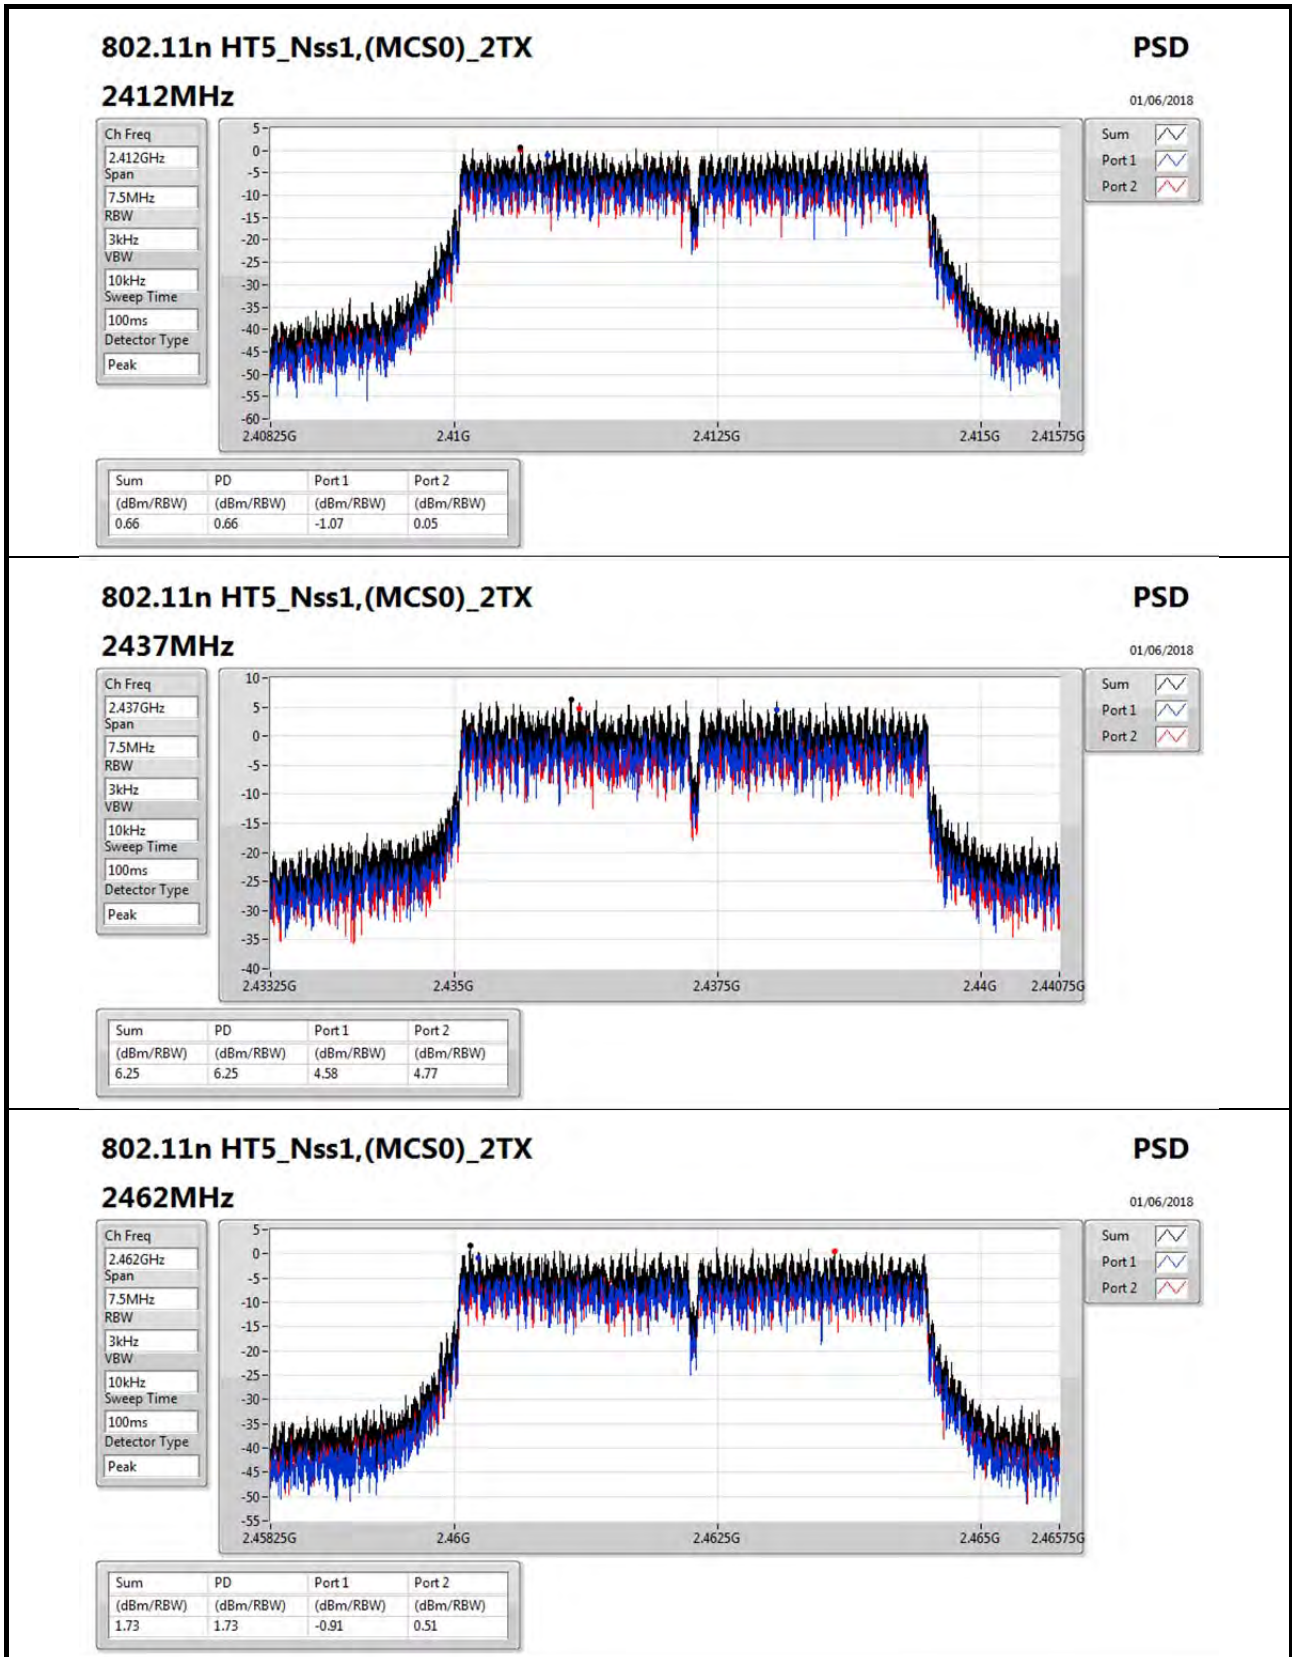 802.11n HT5_Nss1,(MCS0)_2TX PSD
2412MHz 01/06/2018
Ch Freq
2.412GHz
Span
7.5MHz
RBW
3kHz
VBW
10kHz
Sweep Time
100ms
Detector Type
Peak
5
0
-5
-10
-15
-20
-25
-30
-35
-40
-45
-50
-55
-60
2.40825G 2.41G 2.4125G 2.415G 2.41575G
Sum
Port 1
Port 2
Sum PD Port 1 Port 2
(dBm/RBW) (dBm/RBW) (dBm/RBW) (dBm/RBW)
0.66 0.66 -1.07 0.05
802.11n HT5_Nss1,(MCS0)_2TX PSD
2437MHz 01/06/2018
Ch Freq
2.437GHz
Span
7.5MHz
RBW
3kHz
VBW
10kHz
Sweep Time
100ms
Detector Type
Peak
10
5
0
-5
-10
-15
-20
-25
-30
-35
-40
2.43325G 2.435G 2.4375G 2.44G 2.44075G
Sum
Port 1
Port 2
Sum PD Port 1 Port 2
(dBm/RBW) (dBm/RBW) (dBm/RBW) (dBm/RBW)
6.25 6.25 4.58 4.77
802.11n HT5_Nss1,(MCS0)_2TX PSD
2462MHz 01/06/2018
Ch Freq
2.462GHz
Span
7.5MHz
RBW
3kHz
VBW
10kHz
Sweep Time
100ms
Detector Type
Peak
5
0
-5
-10
-15
-20
-25
-30
-35
-40
-45
-50
-55
2.45825G 2.46G 2.4625G 2.465G 2.46575G
Sum
Port 1
Port 2
Sum PD Port 1 Port 2
(dBm/RBW) (dBm/RBW) (dBm/RBW) (dBm/RBW)
1.73 1.73 -0.91 0.51